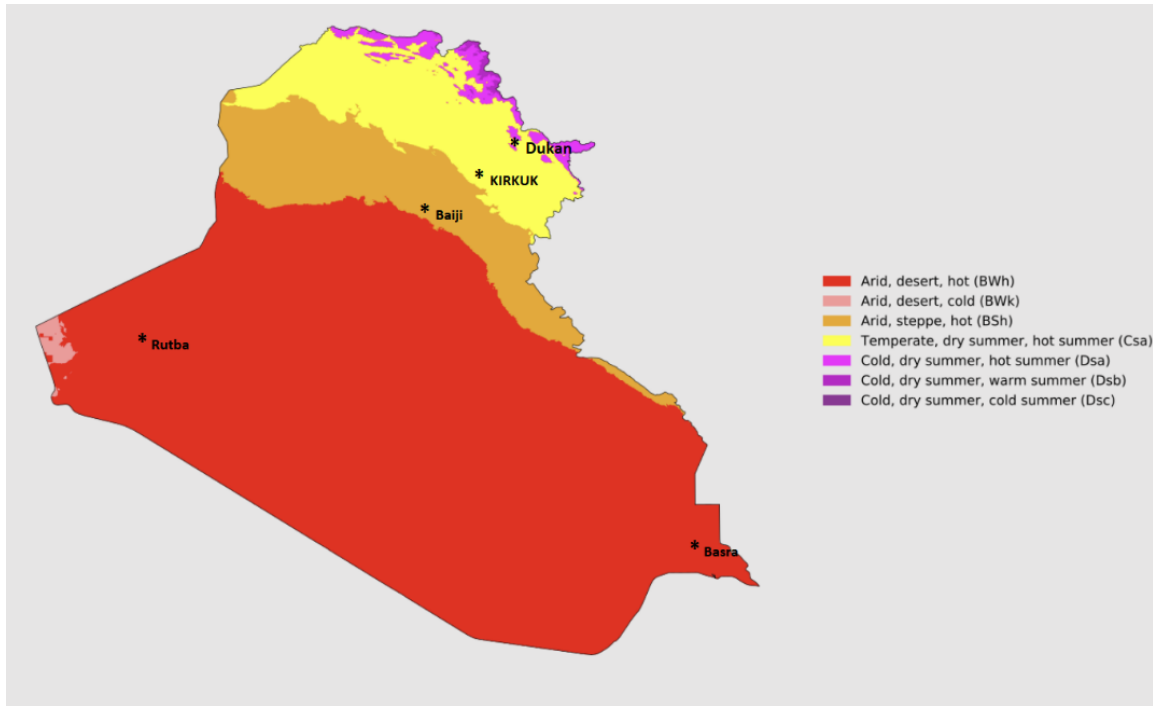 * Dukan
* KIRKUK
* Baiji
* Rutba
* Basra
Arid, desert, hot (BWh)
Arid, desert, cold (BWk)
Arid, steppe, hot (BSh)
Temperate, dry summer, hot summer (Csa)
Cold, dry summer, hot summer (Dsa)
Cold, dry summer, warm summer (Dsb)
Cold, dry summer, cold summer (Dsc)